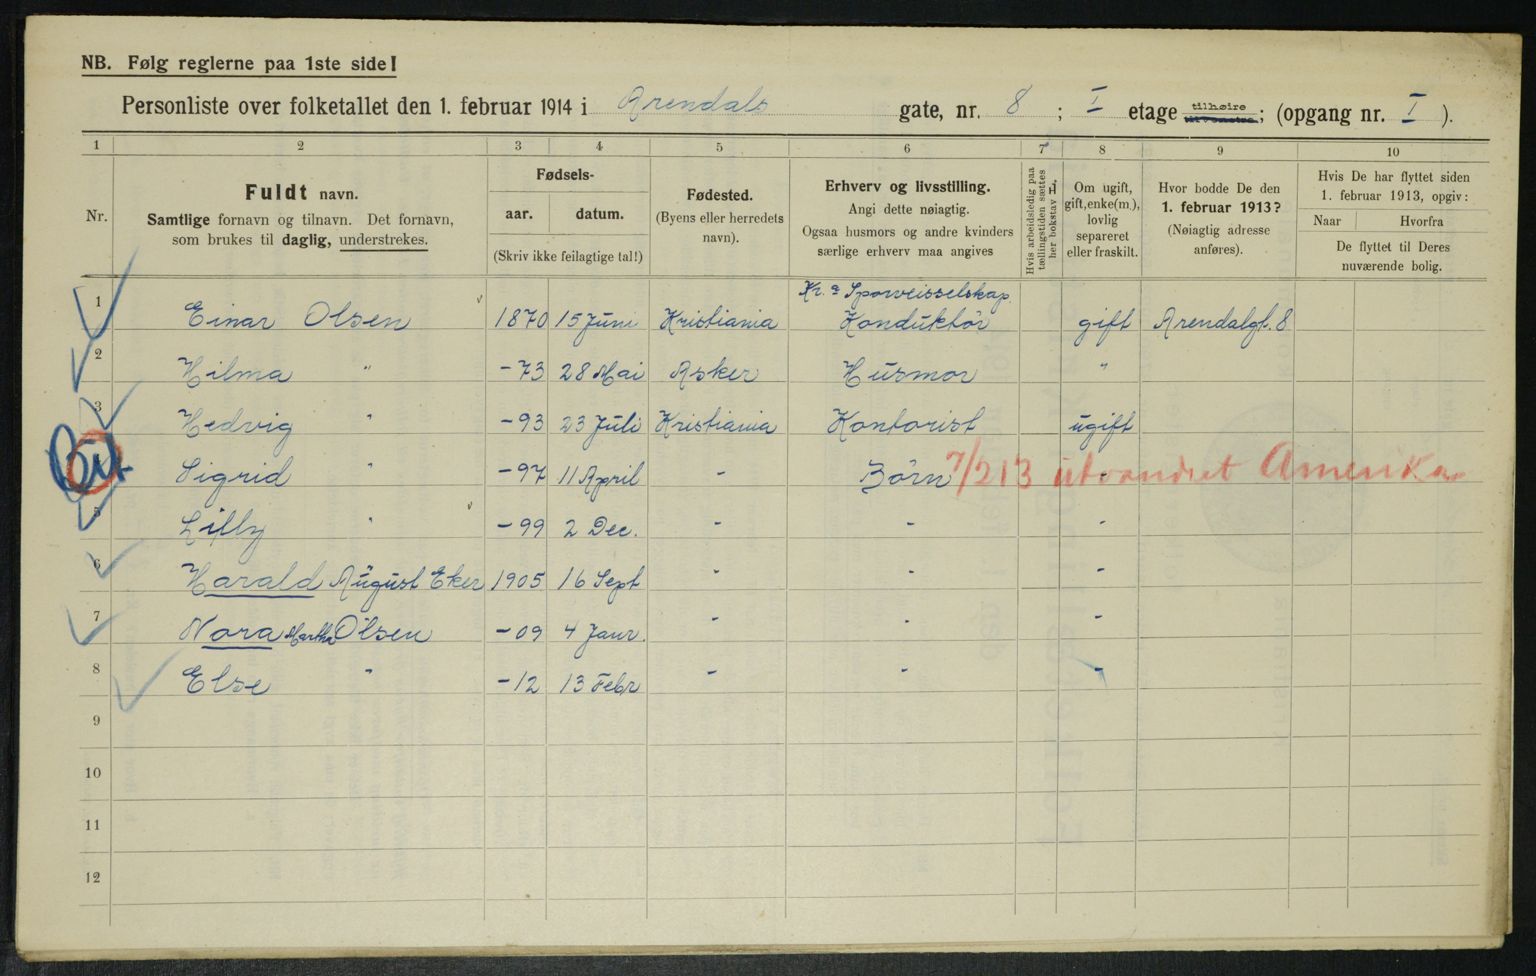 NB. Følg reglerne paa 1ste side!
Personliste over folketallet den 1. februar 1914 i Arendals gate, nr. 8 ; I etage tilhøire ; (opgang nr. I ).
1 2 3 4 5 6 7 8 9 10
Nr.
Fuldt navn.
Samtlige fornavn og tilnavn. Det fornavn,
som brukes til daglig, understrekes.
Fødsels-
aar. datum.
(Skriv ikke feilagtige tal!)
Fødested.
(Byens eller herredets
navn).
Erhverv og livsstilling.
Angi dette nøiagtig.
Ogsaa husmors og andre kvinders
særlige erhverv maa angives
Hvis arbeidsledig paa
tællingstiden sættes
her bokstav L.
Om ugift,
gift, enke(m.),
lovlig
separeret
eller fraskilt.
Hvor bodde De den
1. februar 1913?
(Nøiagtig adresse
anføres).
Hvis De har flyttet siden
1. februar 1913, opgiv:
Naar Hvorfra
De flyttet til Deres
nuværende bolig.
Kr.a Sporveisselskap.
1 Einar Olsen 1870 15 Juni Kristiania Konduktör gift Arendalgt. 8
2 Hilma " -73 28 Mai Asker Husmor "
3 Hedvig " -93 23 Juli Kristiania Kontorist ugift
Sigrid " -97 11 April - Börn 7/2 13 utvandret Amerika
5 Lilly " -99 2 Dec. - - -
6 Harald August Eker 1905 16 Sept - - -
7 Nora Martha Olsen -09 4 Janr. - - -
8 Else " -12 13 Febr - - -
9
10
11
12